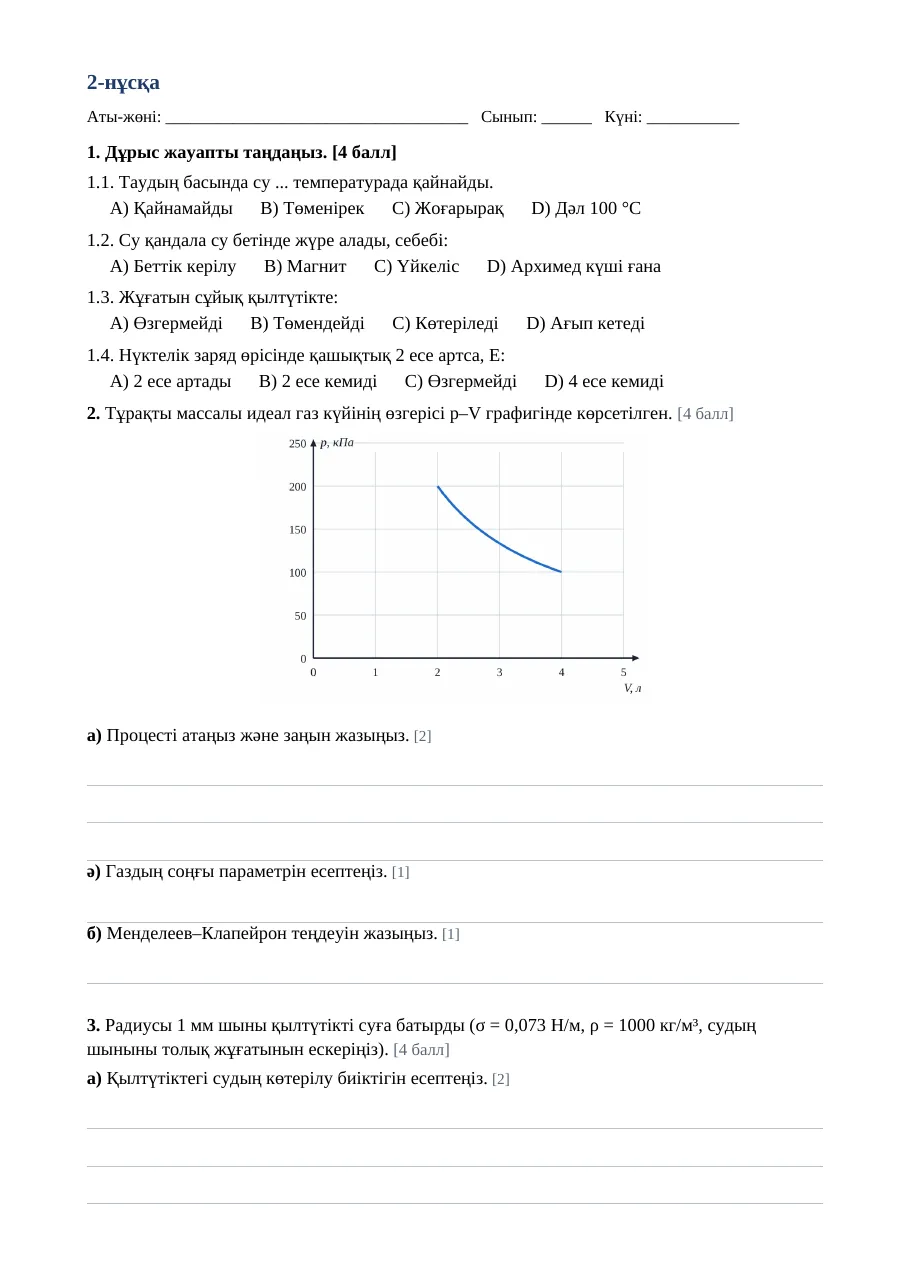 2-нұсқа
Аты-жөні: ____________________________________ Сынып: ______ Күні: ___________
1. Дұрыс жауапты таңдаңыз. [4 балл]
1.1. Таудың басында су ... температурада қайнайды.
A) Қайнамайды B) Төменірек C) Жоғарырақ D) Дәл 100 °C
1.2. Су қандала су бетінде жүре алады, себебі:
A) Беттік керілу B) Магнит C) Үйкеліс D) Архимед күші ғана
1.3. Жұғатын сұйық қылтүтікте:
A) Өзгермейді B) Төмендейді C) Көтеріледі D) Ағып кетеді
1.4. Нүктелік заряд өрісінде қашықтық 2 есе артса, E:
A) 2 есе артады B) 2 есе кемиді C) Өзгермейді D) 4 есе кемиді
2. Тұрақты массалы идеал газ күйінің өзгерісі p–V графигінде көрсетілген. [4 балл]
250 p, кПа
200
150
100
50
0
0 1 2 3 4 5
V, л
а) Процесті атаңыз және заңын жазыңыз. [2]
ә) Газдың соңғы параметрін есептеңіз. [1]
б) Менделеев–Клапейрон теңдеуін жазыңыз. [1]
3. Радиусы 1 мм шыны қылтүтікті суға батырды (σ = 0,073 Н/м, ρ = 1000 кг/м³, судың
шыныны толық жұғатынын ескеріңіз). [4 балл]
а) Қылтүтіктегі судың көтерілу биіктігін есептеңіз. [2]